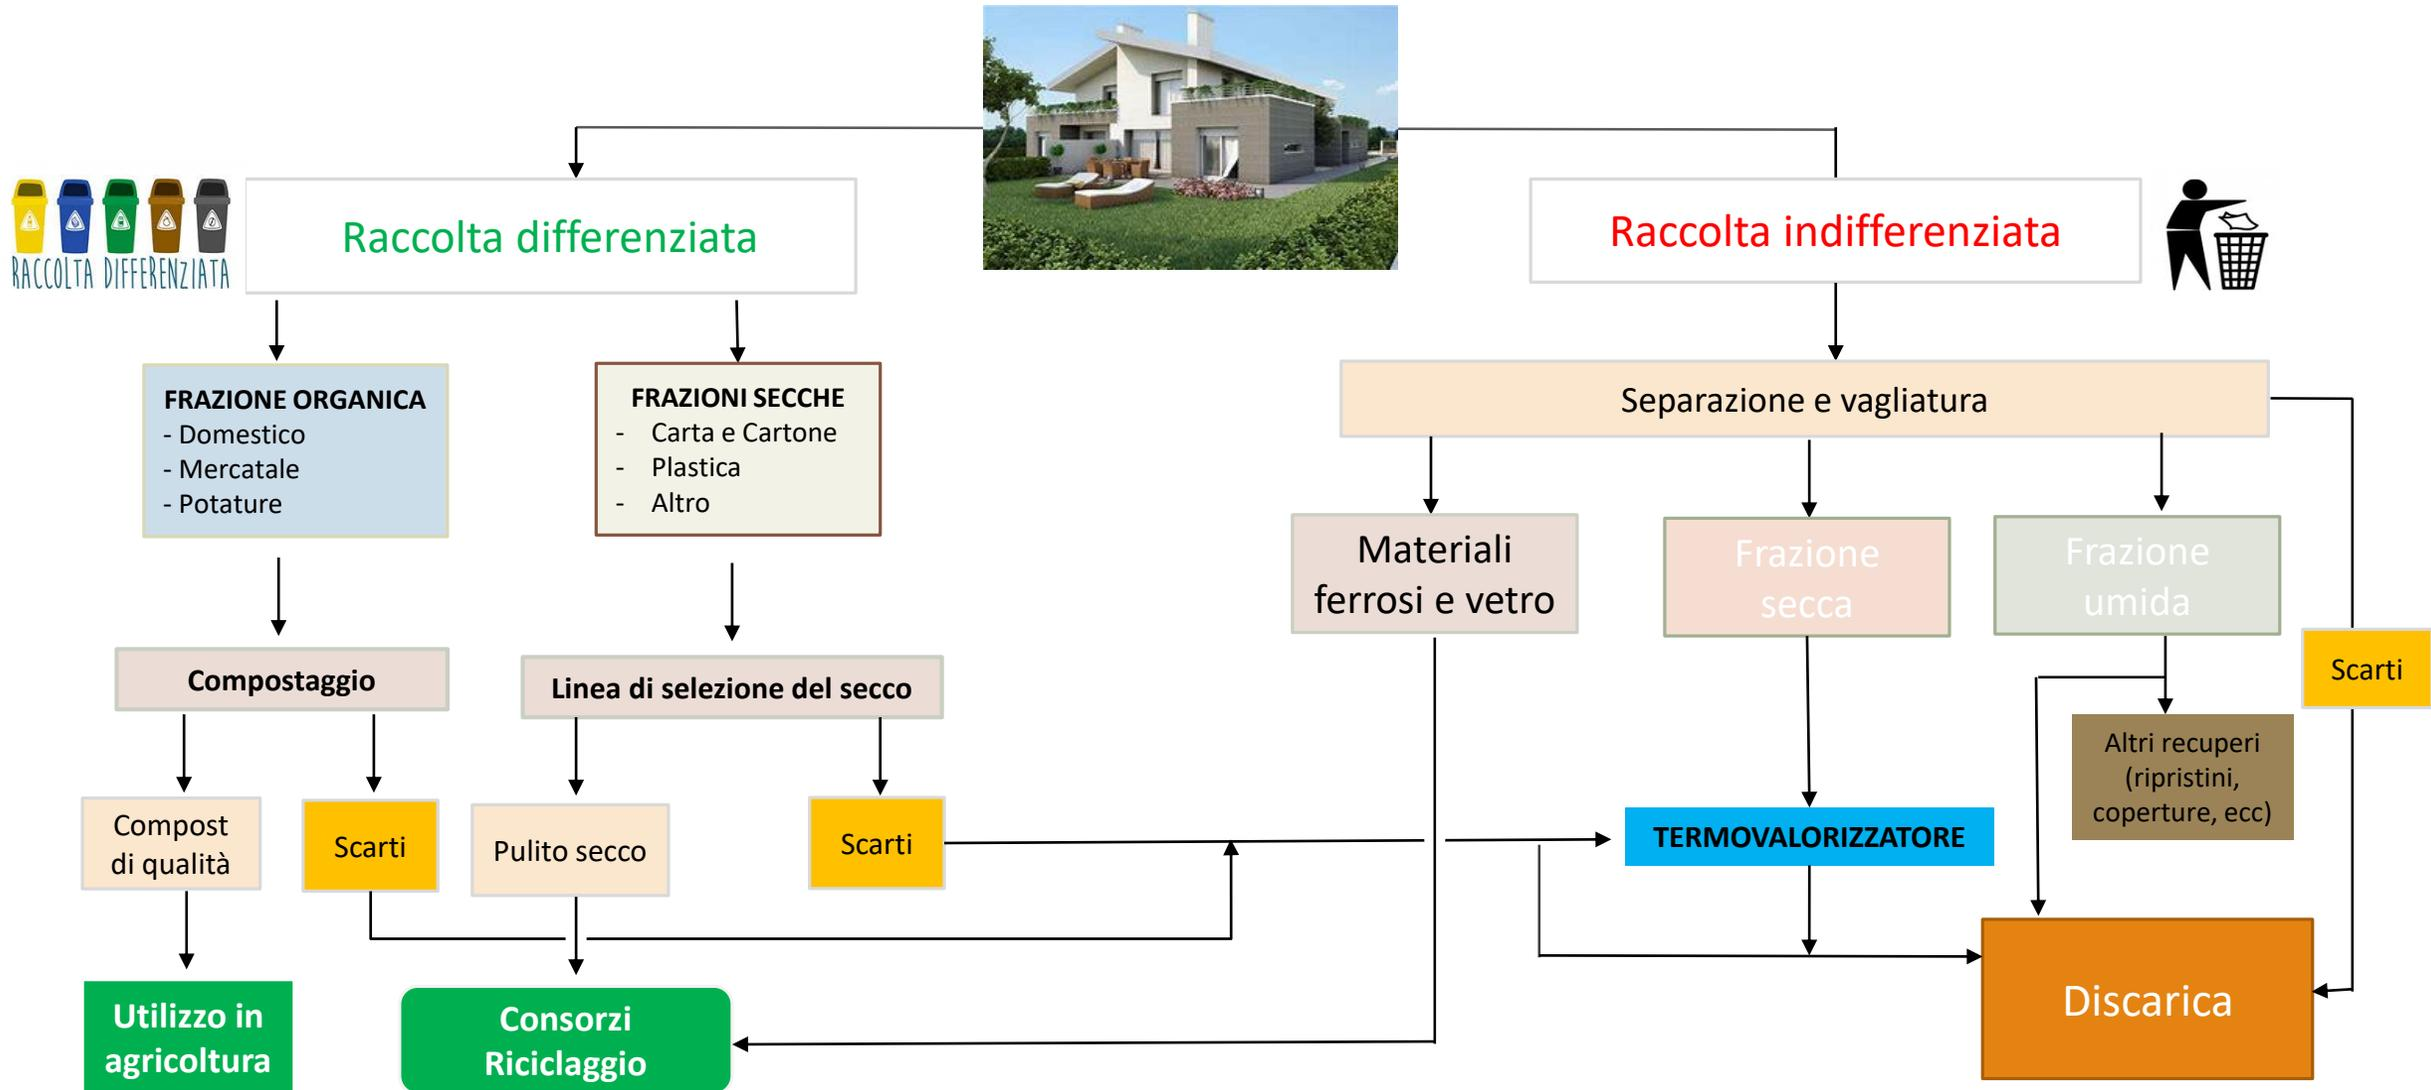 RACCOLTA DIFFERENZIATA
Raccolta differenziata
Raccolta indifferenziata
FRAZIONE ORGANICA
- Domestico
- Mercatale
- Potature
FRAZIONI SECCHE
- Carta e Cartone
- Plastica
- Altro
Separazione e vagliatura
Materiali
ferrosi e vetro
Frazione
secca
Frazione
umida
Scarti
Compostaggio
Linea di selezione del secco
Altri recuperi
(ripristini,
coperture, ecc)
Compost
di qualità
Scarti
Pulito secco
Scarti
TERMOVALORIZZATORE
Utilizzo in
agricoltura
Consorzi
Riciclaggio
Discarica